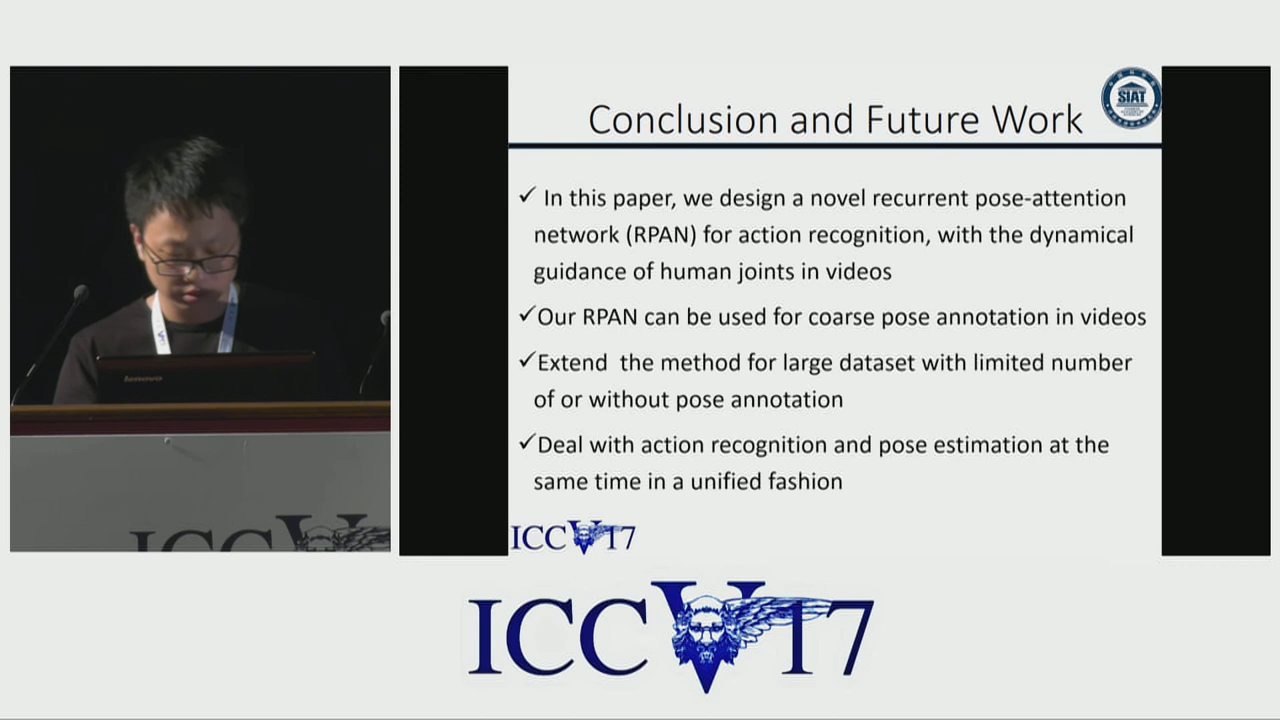 SIAT
Conclusion and Future Work
✓ In this paper, we design a novel recurrent pose-attention
network (RPAN) for action recognition, with the dynamical
guidance of human joints in videos
✓Our RPAN can be used for coarse pose annotation in videos
✓Extend the method for large dataset with limited number
of or without pose annotation
✓Deal with action recognition and pose estimation at the
same time in a unified fashion
ICCV17
lenovo
ICCV
ICCV17